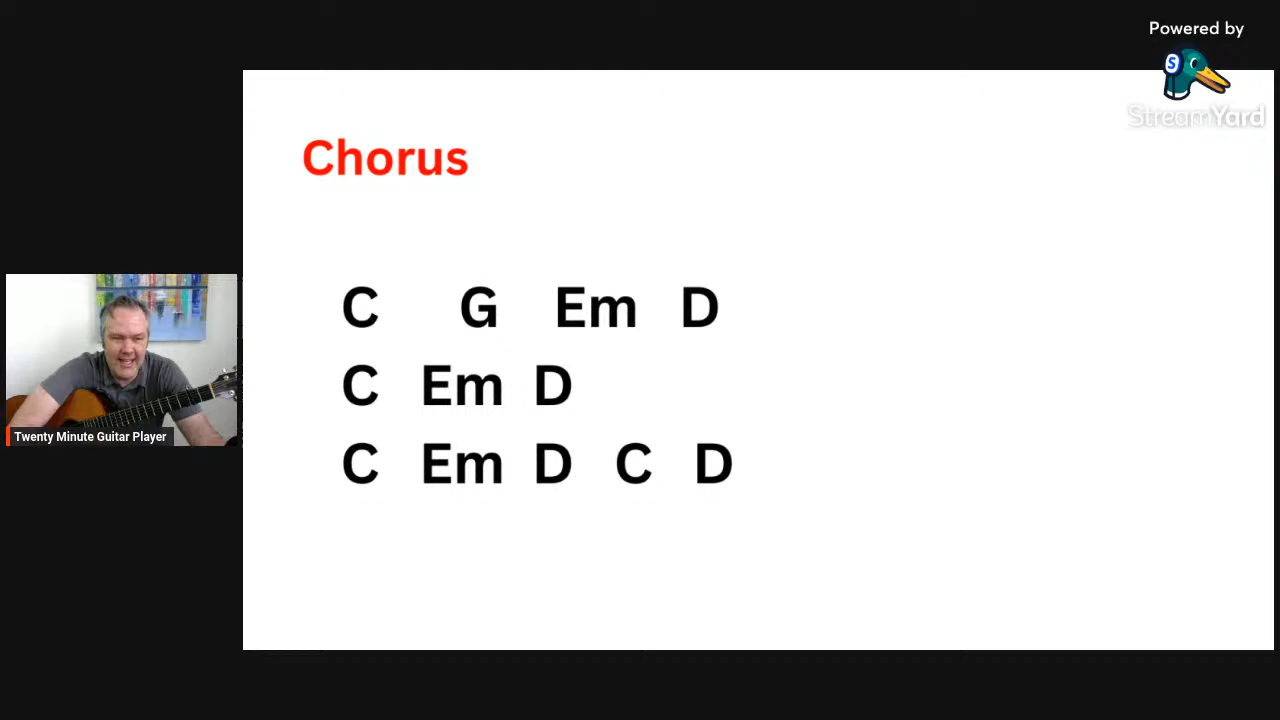 Powered by
S
StreamYard
Chorus
C G Em D
C Em D
C Em D C D
Twenty Minute Guitar Player